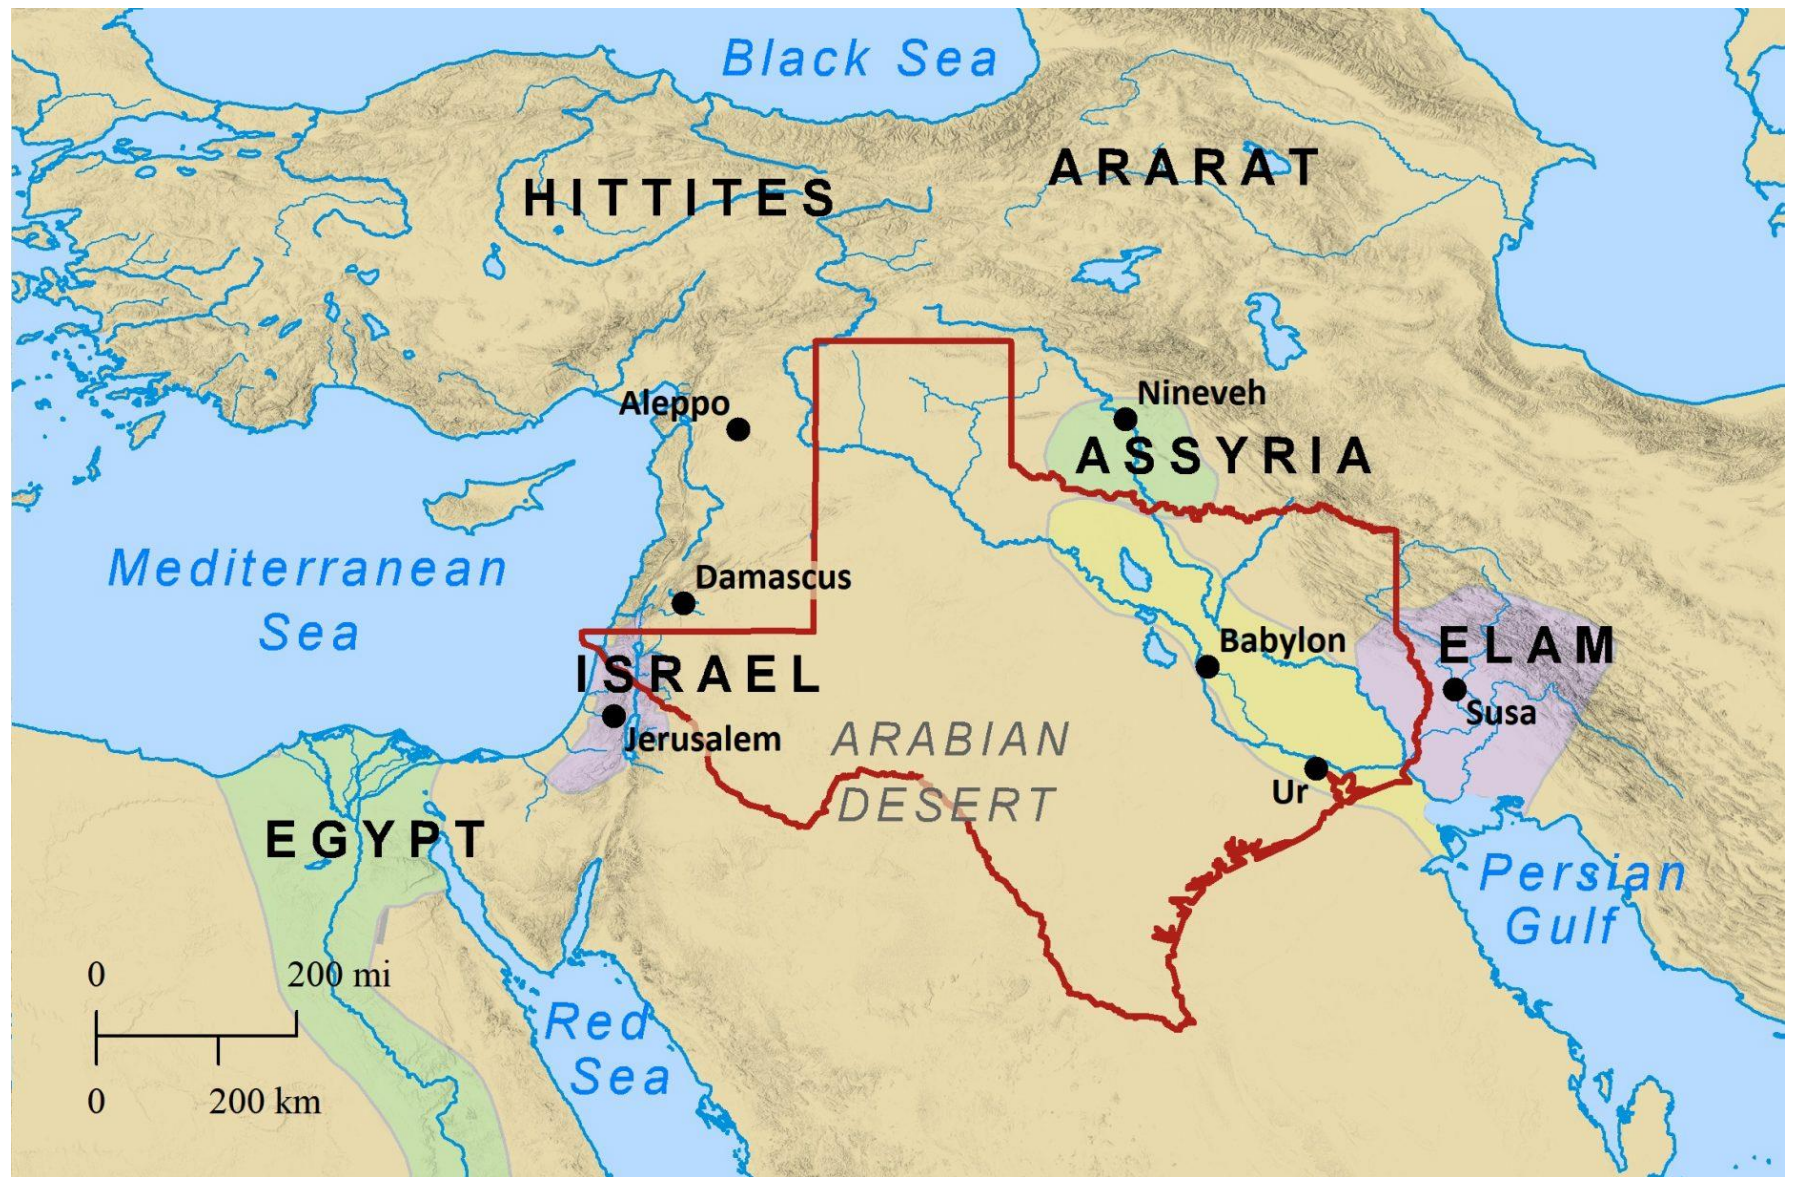 Black Sea
ARARAT
HITTITES
Nineveh
Aleppo
ASSYRIA
Mediterranean
Sea
Damascus
Babylon
ELAM
ISRAEL
Susa
Jerusalem
ARABIAN
DESERT
Ur
EGYPT
Persian
Gulf
0 200 mi
Red
Sea
0 200 km